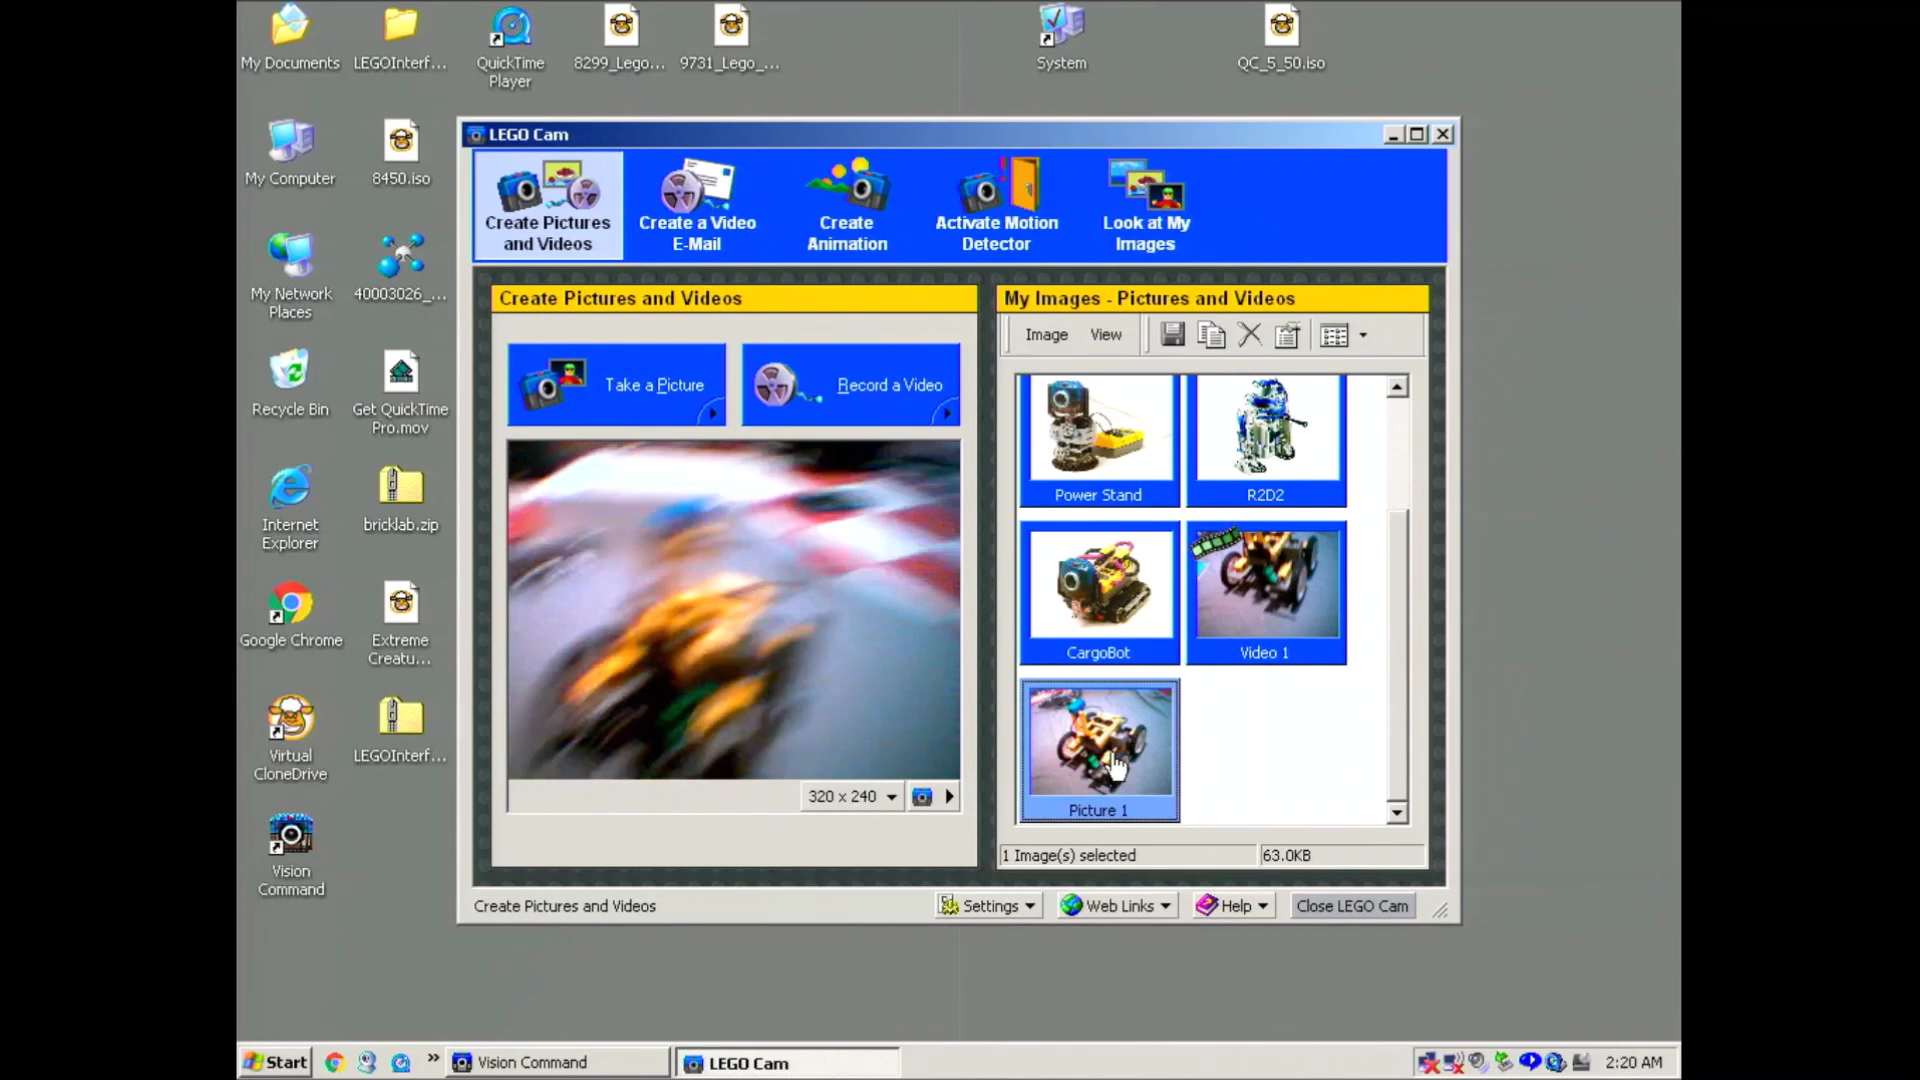 My Documents
LEGOInterf...
QuickTime
Player
8299_Lego...
9731_Lego_...
System
QC_5_50.iso
My Computer
8450.iso
My Network
Places
40003026_...
Recycle Bin
Get QuickTime
Pro.mov
Internet
Explorer
bricklab.zip
Google Chrome
Extreme
Creatu...
Virtual
CloneDrive
LEGOInterf...
Vision
Command
LEGO Cam
Create Pictures
and Videos
Create a Video
E-Mail
Create
Animation
Activate Motion
Detector
Look at My
Images
Create Pictures and Videos
Take a Picture
Record a Video
320 x 240
My Images - Pictures and Videos
Image
View
Power Stand
R2D2
CargoBot
Video 1
Picture 1
1 Image(s) selected
63.0KB
Create Pictures and Videos
Settings
Web Links
Help
Close LEGO Cam
Start
Vision Command
LEGO Cam
2:20 AM